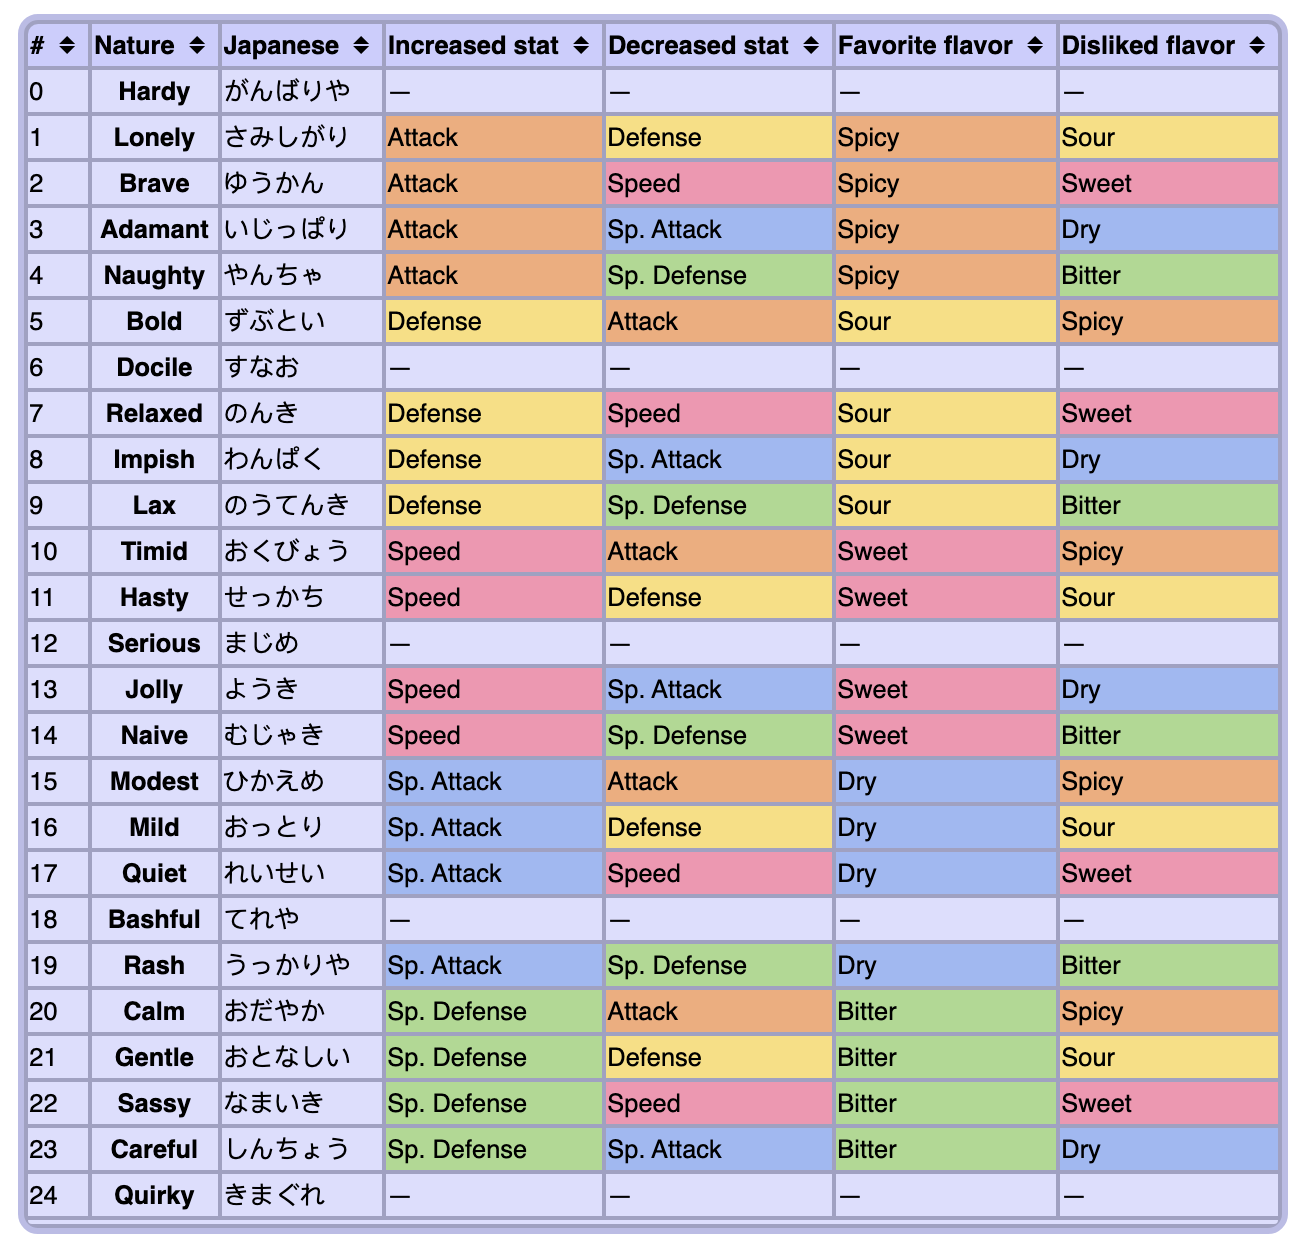 # Nature Japanese Increased stat Decreased stat Favorite flavor Disliked flavor
0 Hardy がんばりや — — — —
1 Lonely さみしがり Attack Defense Spicy Sour
2 Brave ゆうかん Attack Speed Spicy Sweet
3 Adamant いじっぱり Attack Sp. Attack Spicy Dry
4 Naughty やんちゃ Attack Sp. Defense Spicy Bitter
5 Bold ずぶとい Defense Attack Sour Spicy
6 Docile すなお — — — —
7 Relaxed のんき Defense Speed Sour Sweet
8 Impish わんぱく Defense Sp. Attack Sour Dry
9 Lax のうてんき Defense Sp. Defense Sour Bitter
10 Timid おくびょう Speed Attack Sweet Spicy
11 Hasty せっかち Speed Defense Sweet Sour
12 Serious まじめ — — — —
13 Jolly ようき Speed Sp. Attack Sweet Dry
14 Naive むじゃき Speed Sp. Defense Sweet Bitter
15 Modest ひかえめ Sp. Attack Attack Dry Spicy
16 Mild おっとり Sp. Attack Defense Dry Sour
17 Quiet れいせい Sp. Attack Speed Dry Sweet
18 Bashful てれや — — — —
19 Rash うっかりや Sp. Attack Sp. Defense Dry Bitter
20 Calm おだやか Sp. Defense Attack Bitter Spicy
21 Gentle おとなしい Sp. Defense Defense Bitter Sour
22 Sassy なまいき Sp. Defense Speed Bitter Sweet
23 Careful しんちょう Sp. Defense Sp. Attack Bitter Dry
24 Quirky きまぐれ — — — —